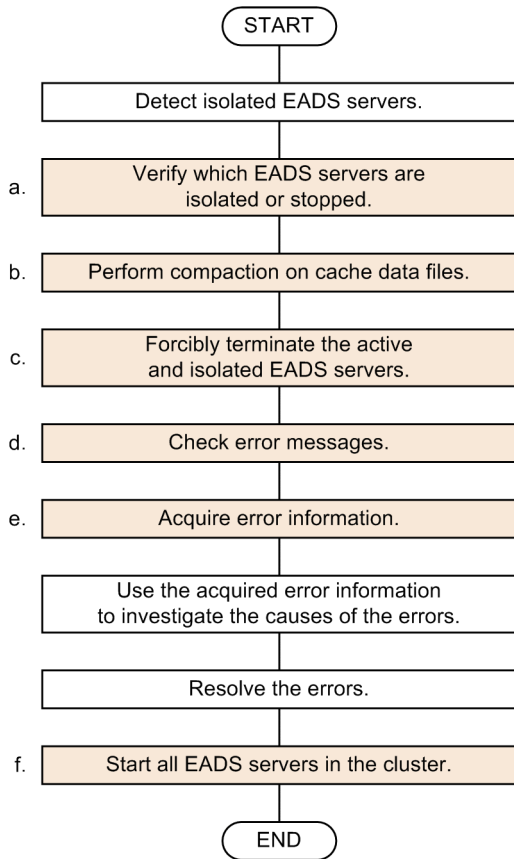 START
Detect isolated EADS servers.
a.
Verify which EADS servers are
isolated or stopped.
b.
Perform compaction on cache data files.
c.
Forcibly terminate the active
and isolated EADS servers.
d.
Check error messages.
e.
Acquire error information.
Use the acquired error information
to investigate the causes of the errors.
Resolve the errors.
f.
Start all EADS servers in the cluster.
END